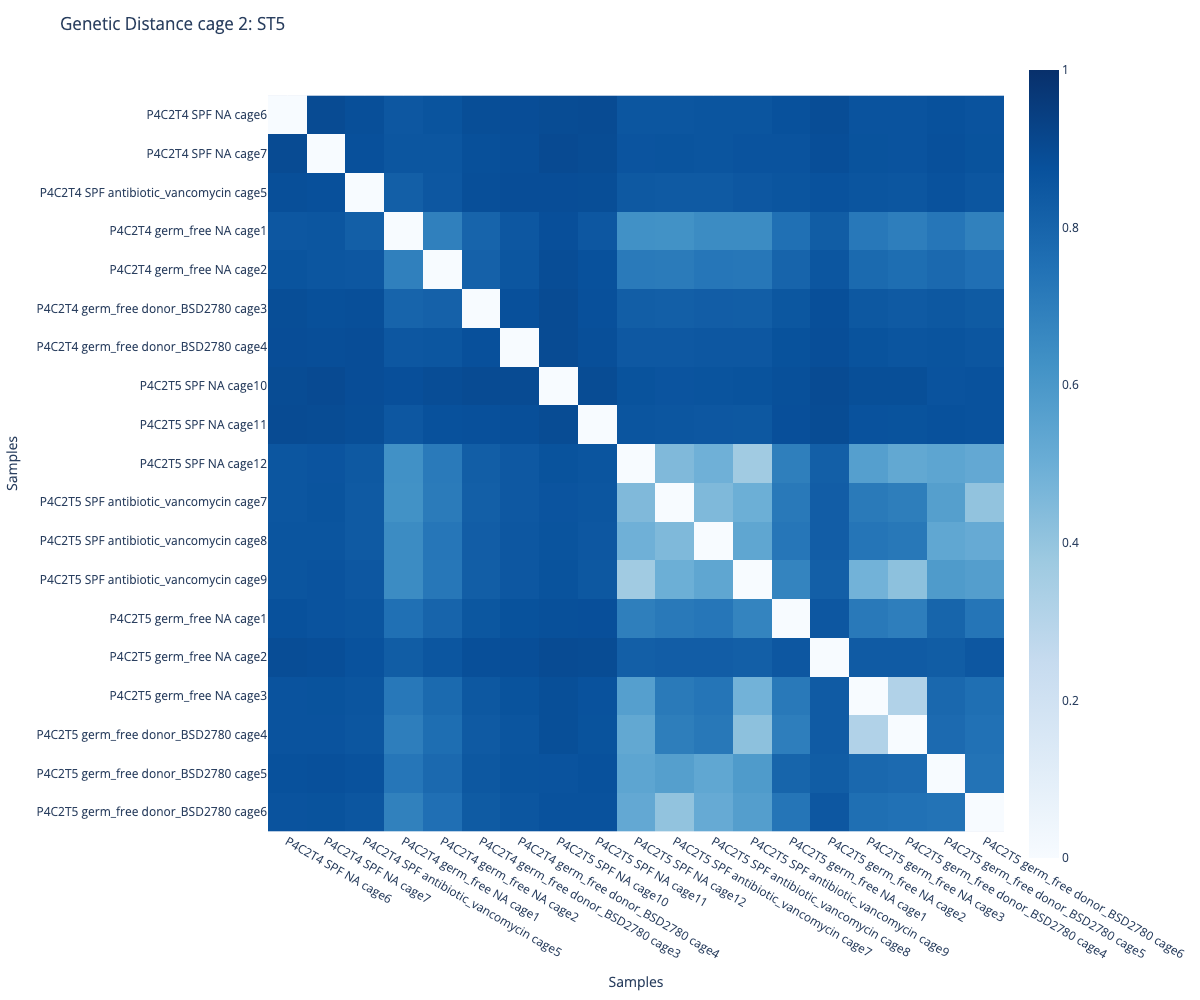 Genetic Distance cage 2: ST5
P4C2T4 SPF NA cage6
P4C2T4 SPF NA cage7
P4C2T4 SPF antibiotic_vancomycin cage5
P4C2T4 germ_free NA cage1
P4C2T4 germ_free NA cage2
P4C2T4 germ_free donor_BSD2780 cage3
P4C2T4 germ_free donor_BSD2780 cage4
P4C2T5 SPF NA cage10
P4C2T5 SPF NA cage11
P4C2T5 SPF NA cage12
P4C2T5 SPF antibiotic_vancomycin cage7
P4C2T5 SPF antibiotic_vancomycin cage8
P4C2T5 SPF antibiotic_vancomycin cage9
P4C2T5 germ_free NA cage1
P4C2T5 germ_free NA cage2
P4C2T5 germ_free NA cage3
P4C2T5 germ_free donor_BSD2780 cage4
P4C2T5 germ_free donor_BSD2780 cage5
P4C2T5 germ_free donor_BSD2780 cage6
Samples
P4C2T4 SPF NA cage6
P4C2T4 SPF NA cage7
P4C2T4 SPF antibiotic_vancomycin cage5
P4C2T4 germ_free NA cage1
P4C2T4 germ_free NA cage2
P4C2T4 germ_free donor_BSD2780 cage3
P4C2T4 germ_free donor_BSD2780 cage4
P4C2T5 SPF NA cage10
P4C2T5 SPF NA cage11
P4C2T5 SPF NA cage12
P4C2T5 SPF antibiotic_vancomycin cage7
P4C2T5 SPF antibiotic_vancomycin cage8
P4C2T5 SPF antibiotic_vancomycin cage9
P4C2T5 germ_free NA cage1
P4C2T5 germ_free NA cage2
P4C2T5 germ_free NA cage3
P4C2T5 germ_free donor_BSD2780 cage4
P4C2T5 germ_free donor_BSD2780 cage5
P4C2T5 germ_free donor_BSD2780 cage6
Samples
1
0.8
0.6
0.4
0.2
0